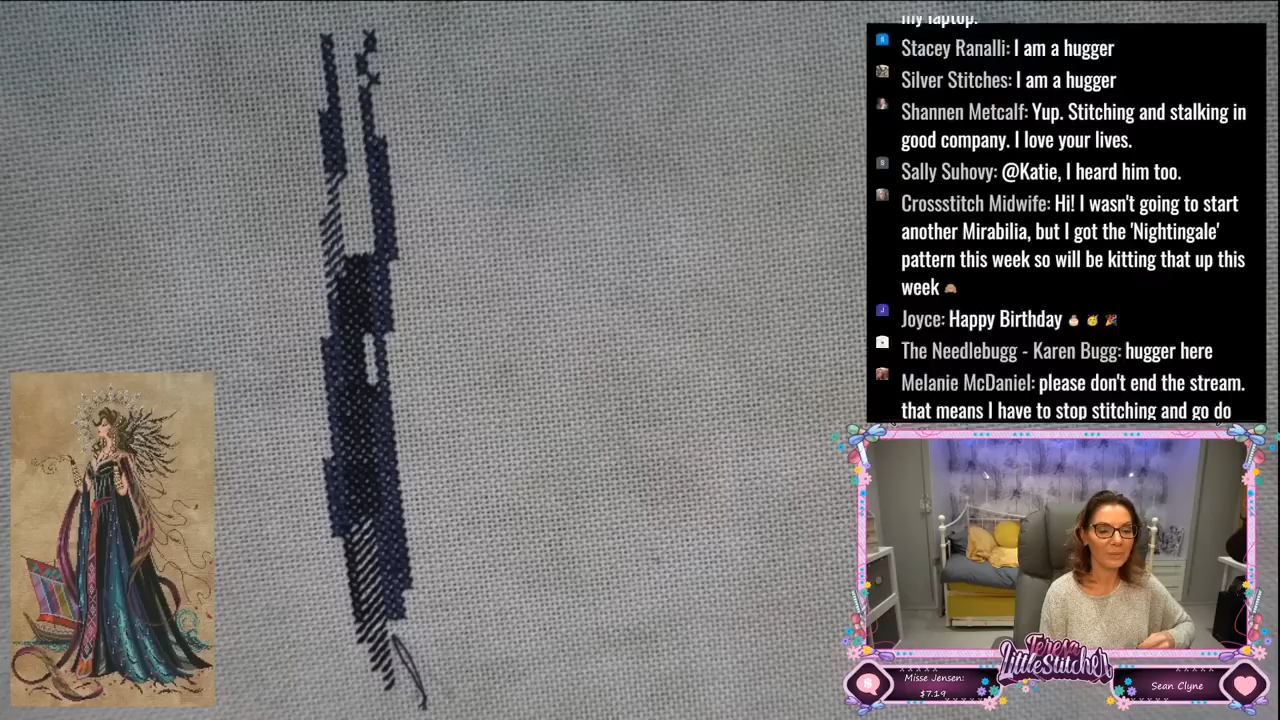 my laptop.
Stacey Ranalli: I am a hugger
Silver Stitches: I am a hugger
Shannen Metcalf: Yup. Stitching and stalking in
good company. I love your lives.
Sally Suhovy: @Katie, I heard him too.
Crossstitch Midwife: Hi! I wasn't going to start
another Mirabilia, but I got the 'Nightingale'
pattern this week so will be kitting that up this
week 🙈
Joyce: Happy Birthday 🎂 🥳 🎉
The Needlebugg - Karen Bugg: hugger here
Melanie McDaniel: please don't end the stream.
that means I have to stop stitching and go do
Teresa
LittleStitcher
Misse Jensen:
$7.19
Sean Clyne